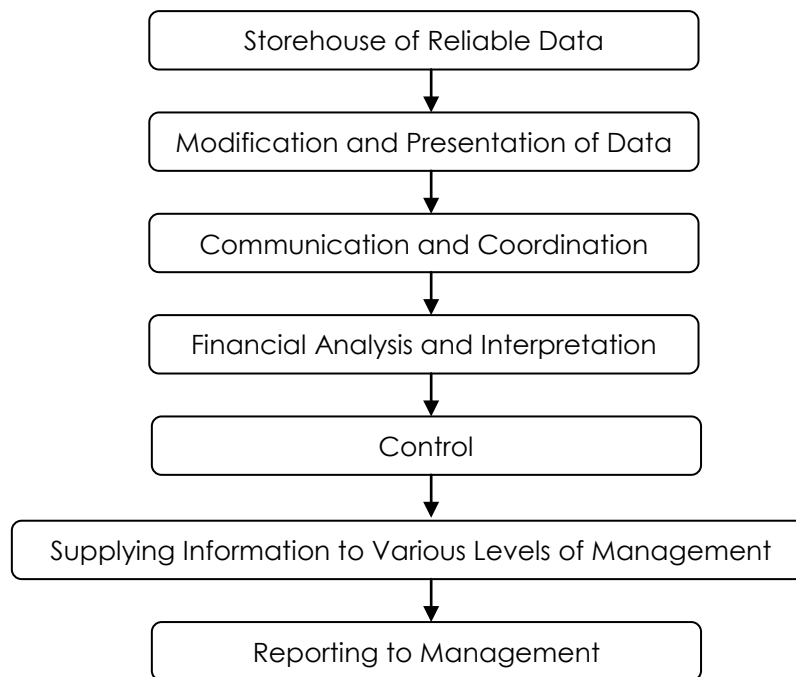 Storehouse of Reliable Data
Modification and Presentation of Data
Communication and Coordination
Financial Analysis and Interpretation
Control
Supplying Information to Various Levels of Management
Reporting to Management